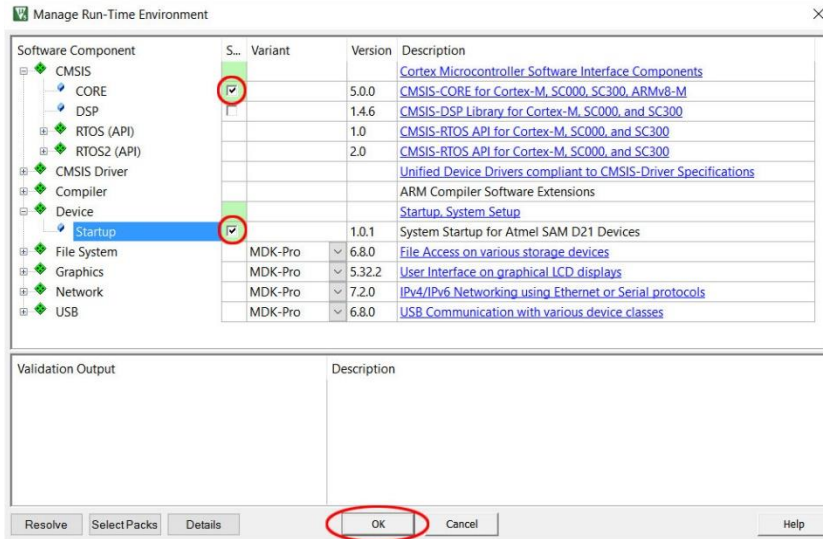 Manage Run-Time Environment
Software Component S... Variant Version Description
CMSIS Cortex Microcontroller Software Interface Components
CORE 5.0.0 CMSIS-CORE for Cortex-M, SC000, SC300, ARMv8-M
DSP 1.4.6 CMSIS-DSP Library for Cortex-M, SC000, and SC300
RTOS (API) 1.0 CMSIS-RTOS API for Cortex-M, SC000, and SC300
RTOS2 (API) 2.0 CMSIS-RTOS API for Cortex-M, SC000, and SC300
CMSIS Driver Unified Device Drivers compliant to CMSIS-Driver Specifications
Compiler ARM Compiler Software Extensions
Device Startup, System Setup
Startup 1.0.1 System Startup for Atmel SAM D21 Devices
File System MDK-Pro 6.8.0 File Access on various storage devices
Graphics MDK-Pro 5.32.2 User Interface on graphical LCD displays
Network MDK-Pro 7.2.0 IPv4/IPv6 Networking using Ethernet or Serial protocols
USB MDK-Pro 6.8.0 USB Communication with various device classes
Validation Output Description
Resolve Select Packs Details OK Cancel Help